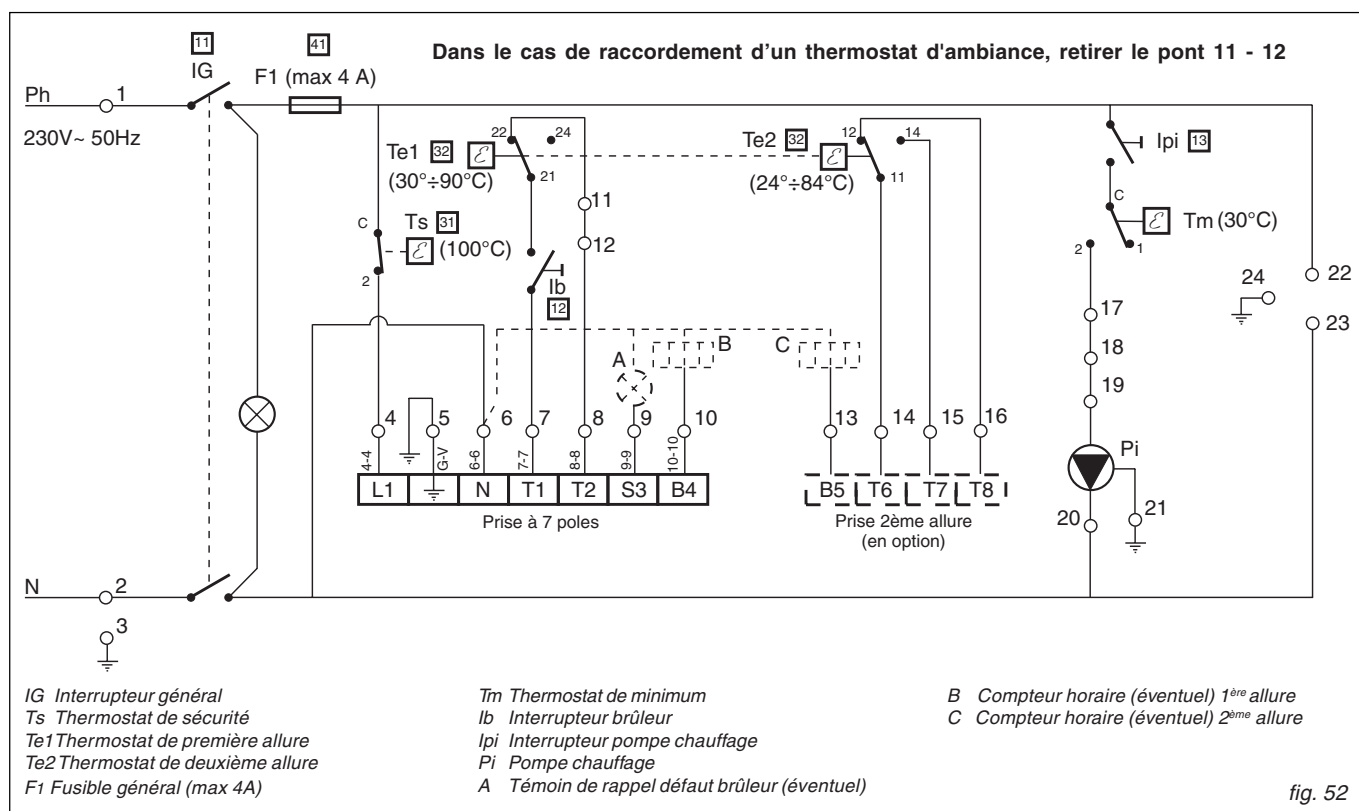 Dans le cas de raccordement d'un thermostat d'ambiance, retirer le pont 11 - 12
11
IG
41
F1 (max 4 A)
Ph
1
230V~ 50Hz
Te1 32
(30°÷90°C)
ℰ
22
24
21
11
12
Te2 32
(24°÷84°C)
ℰ
12
14
11
Ipi 13
C
ℰ
Tm (30°C)
2
1
C
Ts 31
ℰ
(100°C)
2
Ib
12
24
22
23
17
18
19
Pi
20
21
A
B
C
4
5
6
7
8
9
10
13
14
15
16
4-4
G-V
6-6
7-7
8-8
9-9
10-10
L1
N
T1
T2
S3
B4
B5
T6
T7
T8
Prise à 7 poles
Prise 2ème allure
(en option)
N
2
3
IG Interrupteur général
Ts Thermostat de sécurité
Te1Thermostat de première allure
Te2 Thermostat de deuxième allure
F1 Fusible général (max 4A)
Tm Thermostat de minimum
Ib Interrupteur brûleur
Ipi Interrupteur pompe chauffage
Pi Pompe chauffage
A Témoin de rappel défaut brûleur (éventuel)
B Compteur horaire (éventuel) 1ère allure
C Compteur horaire (éventuel) 2ème allure
fig. 52